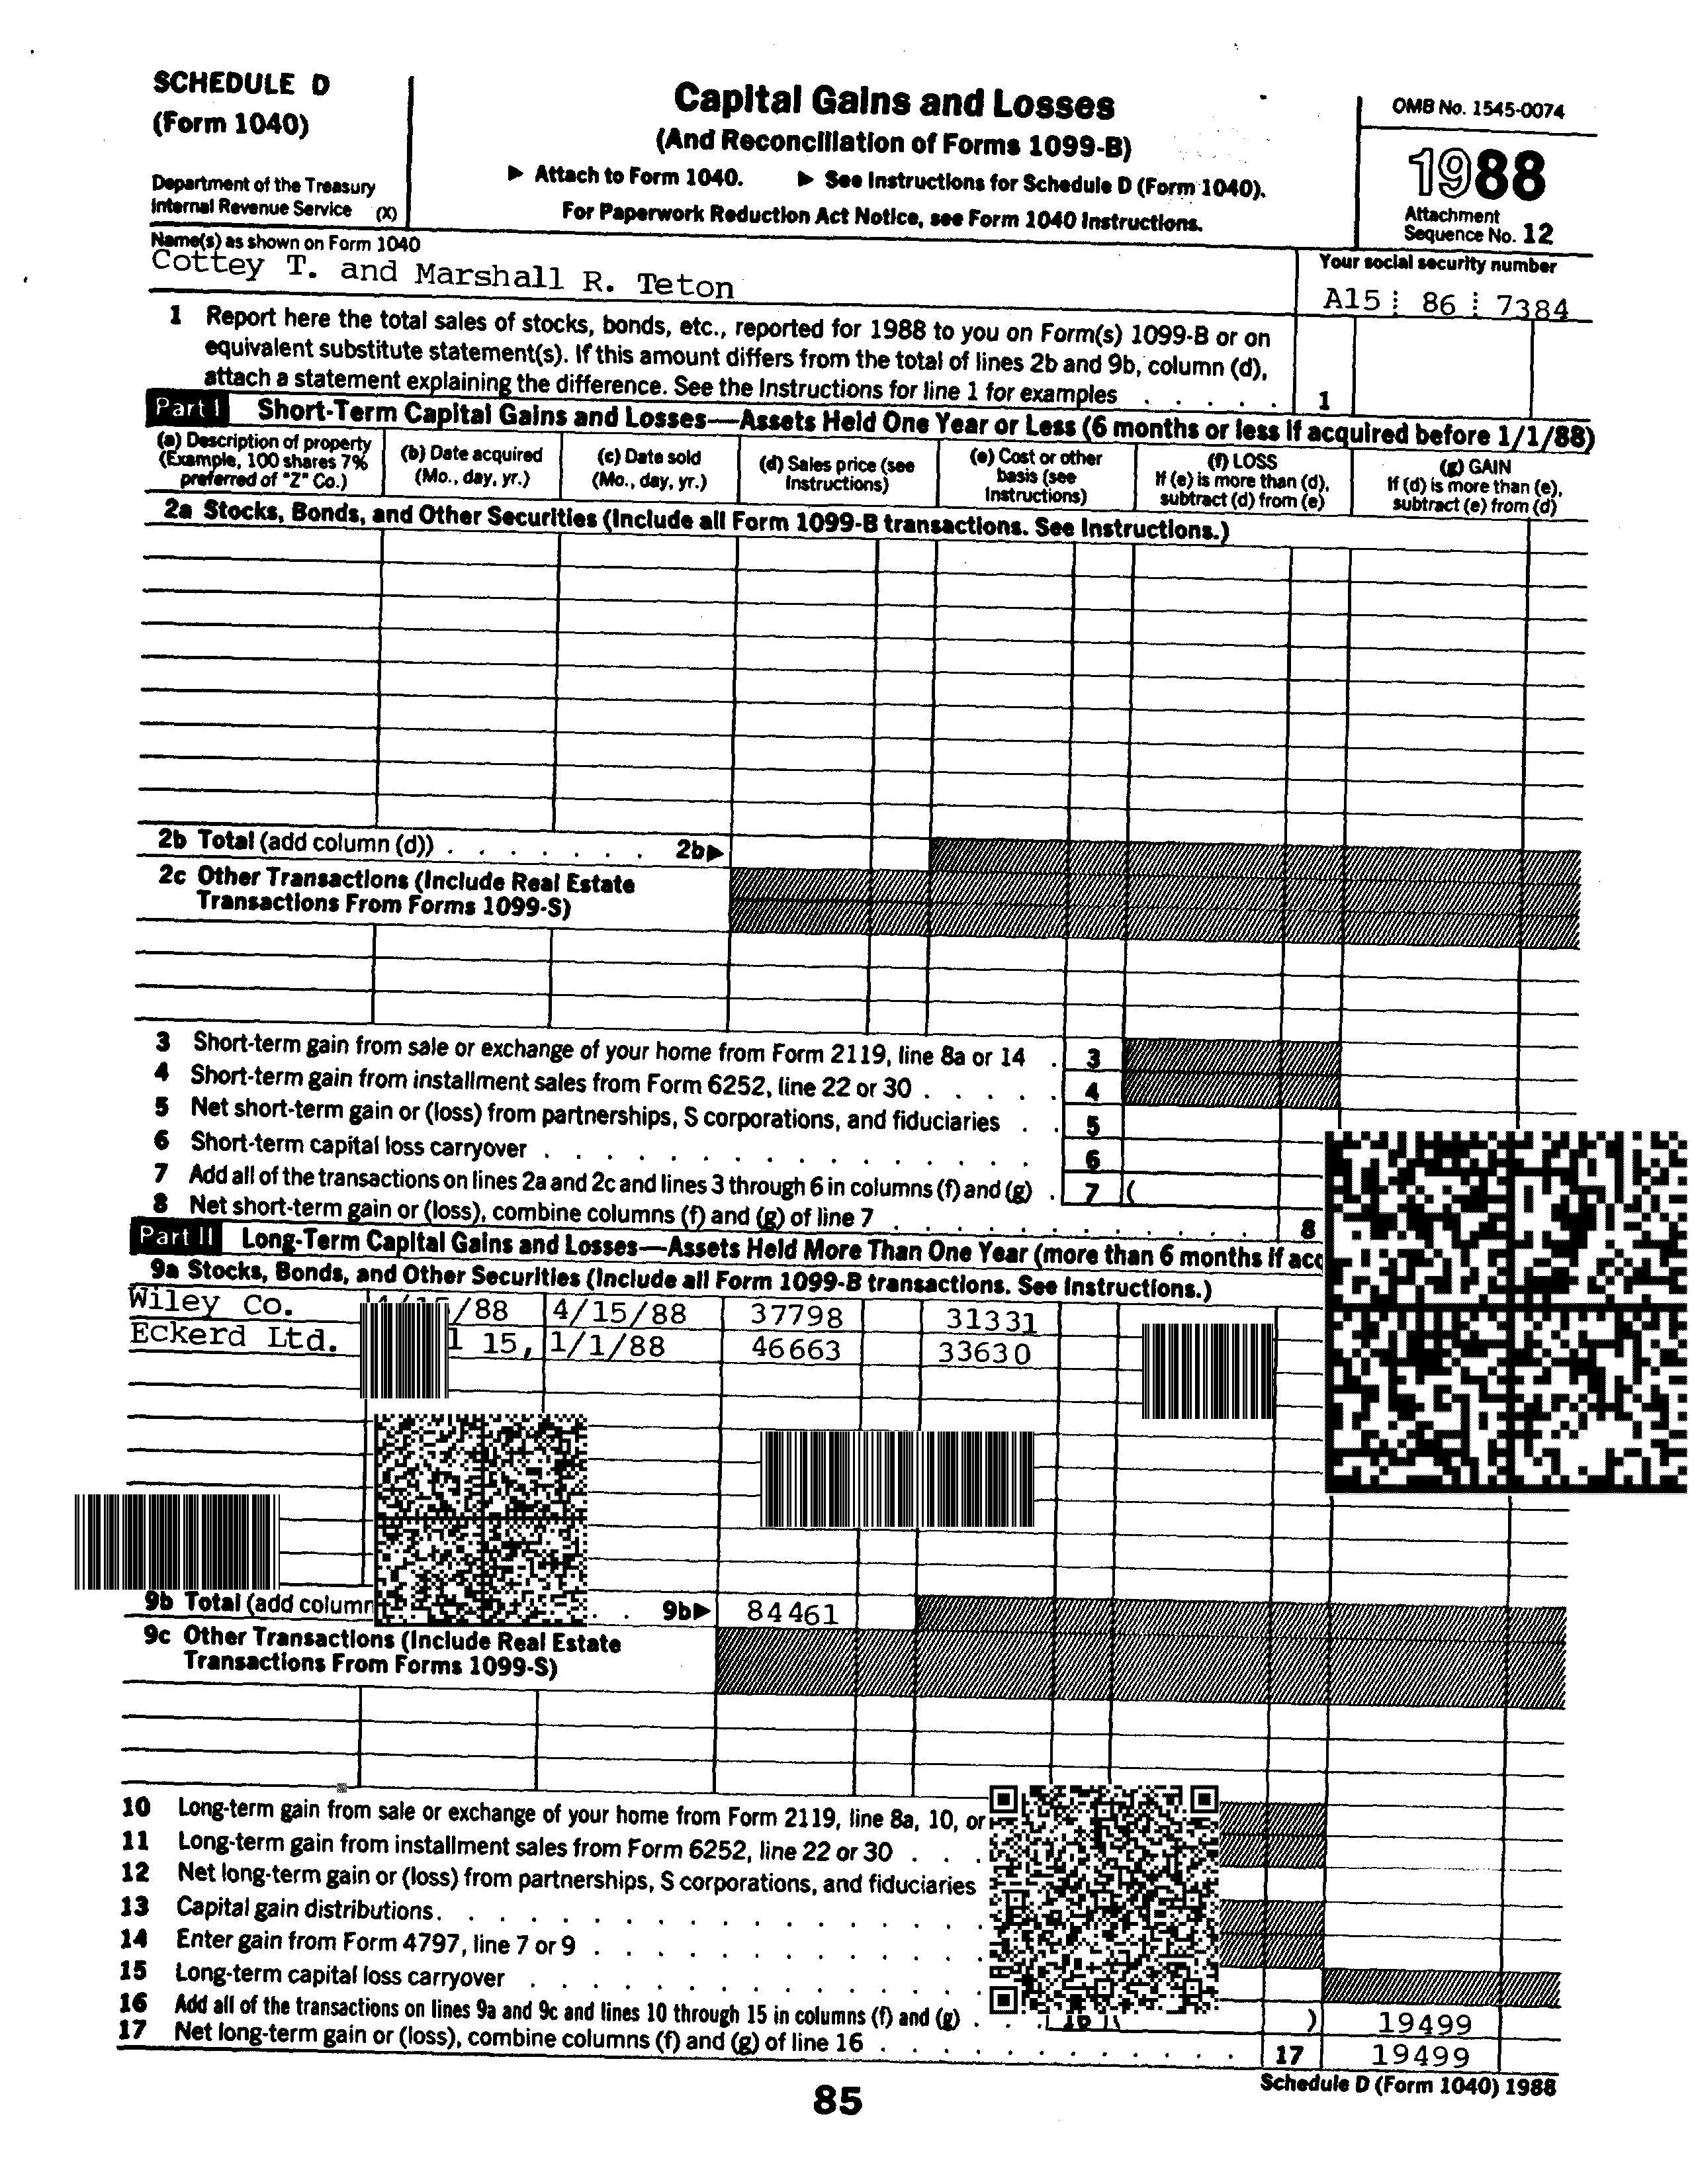 SCHEDULE D
(Form 1040)
Department of the Treasury
Internal Revenue Service (X)
Capital Gains and Losses
(And Reconciliation of Forms 1099-B)
▶ Attach to Form 1040. ▶ See Instructions for Schedule D (Form 1040).
For Paperwork Reduction Act Notice, see Form 1040 Instructions.
OMB No. 1545-0074
1988
Attachment
Sequence No. 12
Name(s) as shown on Form 1040
Cottey T. and Marshall R. Teton
Your social security number
A15 86 7384
1 Report here the total sales of stocks, bonds, etc., reported for 1988 to you on Form(s) 1099-B or on
equivalent substitute statement(s). If this amount differs from the total of lines 2b and 9b, column (d),
attach a statement explaining the difference. See the Instructions for line 1 for examples . . . . . 1
Part I Short-Term Capital Gains and Losses—Assets Held One Year or Less (6 months or less if acquired before 1/1/88)
(a) Description of property
(Example, 100 shares 7%
preferred of "Z" Co.)
(b) Date acquired
(Mo., day, yr.)
(c) Date sold
(Mo., day, yr.)
(d) Sales price (see
Instructions)
(e) Cost or other
basis (see
Instructions)
(f) LOSS
If (e) is more than (d),
subtract (d) from (e)
(g) GAIN
If (d) is more than (e),
subtract (e) from (d)
2a Stocks, Bonds, and Other Securities (Include all Form 1099-B transactions. See Instructions.)
2b Total (add column (d)) . . . . . . . 2b▶
2c Other Transactions (Include Real Estate
Transactions From Forms 1099-S)
3 Short-term gain from sale or exchange of your home from Form 2119, line 8a or 14 . 3
4 Short-term gain from installment sales from Form 6252, line 22 or 30 . . . . . 4
5 Net short-term gain or (loss) from partnerships, S corporations, and fiduciaries . . 5
6 Short-term capital loss carryover . . . . . . . . . . . . . . . . 6
7 Add all of the transactions on lines 2a and 2c and lines 3 through 6 in columns (f) and (g) . 7 (
8 Net short-term gain or (loss), combine columns (f) and (g) of line 7 . . . . . . . . . . . 8
Part II Long-Term Capital Gains and Losses—Assets Held More Than One Year (more than 6 months if
9a Stocks, Bonds, and Other Securities (Include all Form 1099-B transactions. See Instructions.)
Wiley Co. /88 4/15/88 37798 31331
Eckerd Ltd. 15, 1/1/88 46663 33630
9b Total (add column . . 9b▶ 84461
9c Other Transactions (Include Real Estate
Transactions From Forms 1099-S)
10 Long-term gain from sale or exchange of your home from Form 2119, line 8a, 10, or
11 Long-term gain from installment sales from Form 6252, line 22 or 30 . . .
12 Net long-term gain or (loss) from partnerships, S corporations, and fiduciaries
13 Capital gain distributions . . . . . . . . . . . . . . . . . .
14 Enter gain from Form 4797, line 7 or 9 . . . . . . . . . . . .
15 Long-term capital loss carryover . . . . . . . . . . . . . .
16 Add all of the transactions on lines 9a and 9c and lines 10 through 15 in columns (f) and (g) . . . 16 ( ) 19499
17 Net long-term gain or (loss), combine columns (f) and (g) of line 16 . . . . . . . . . . . . 17 19499
Schedule D (Form 1040) 1988
85